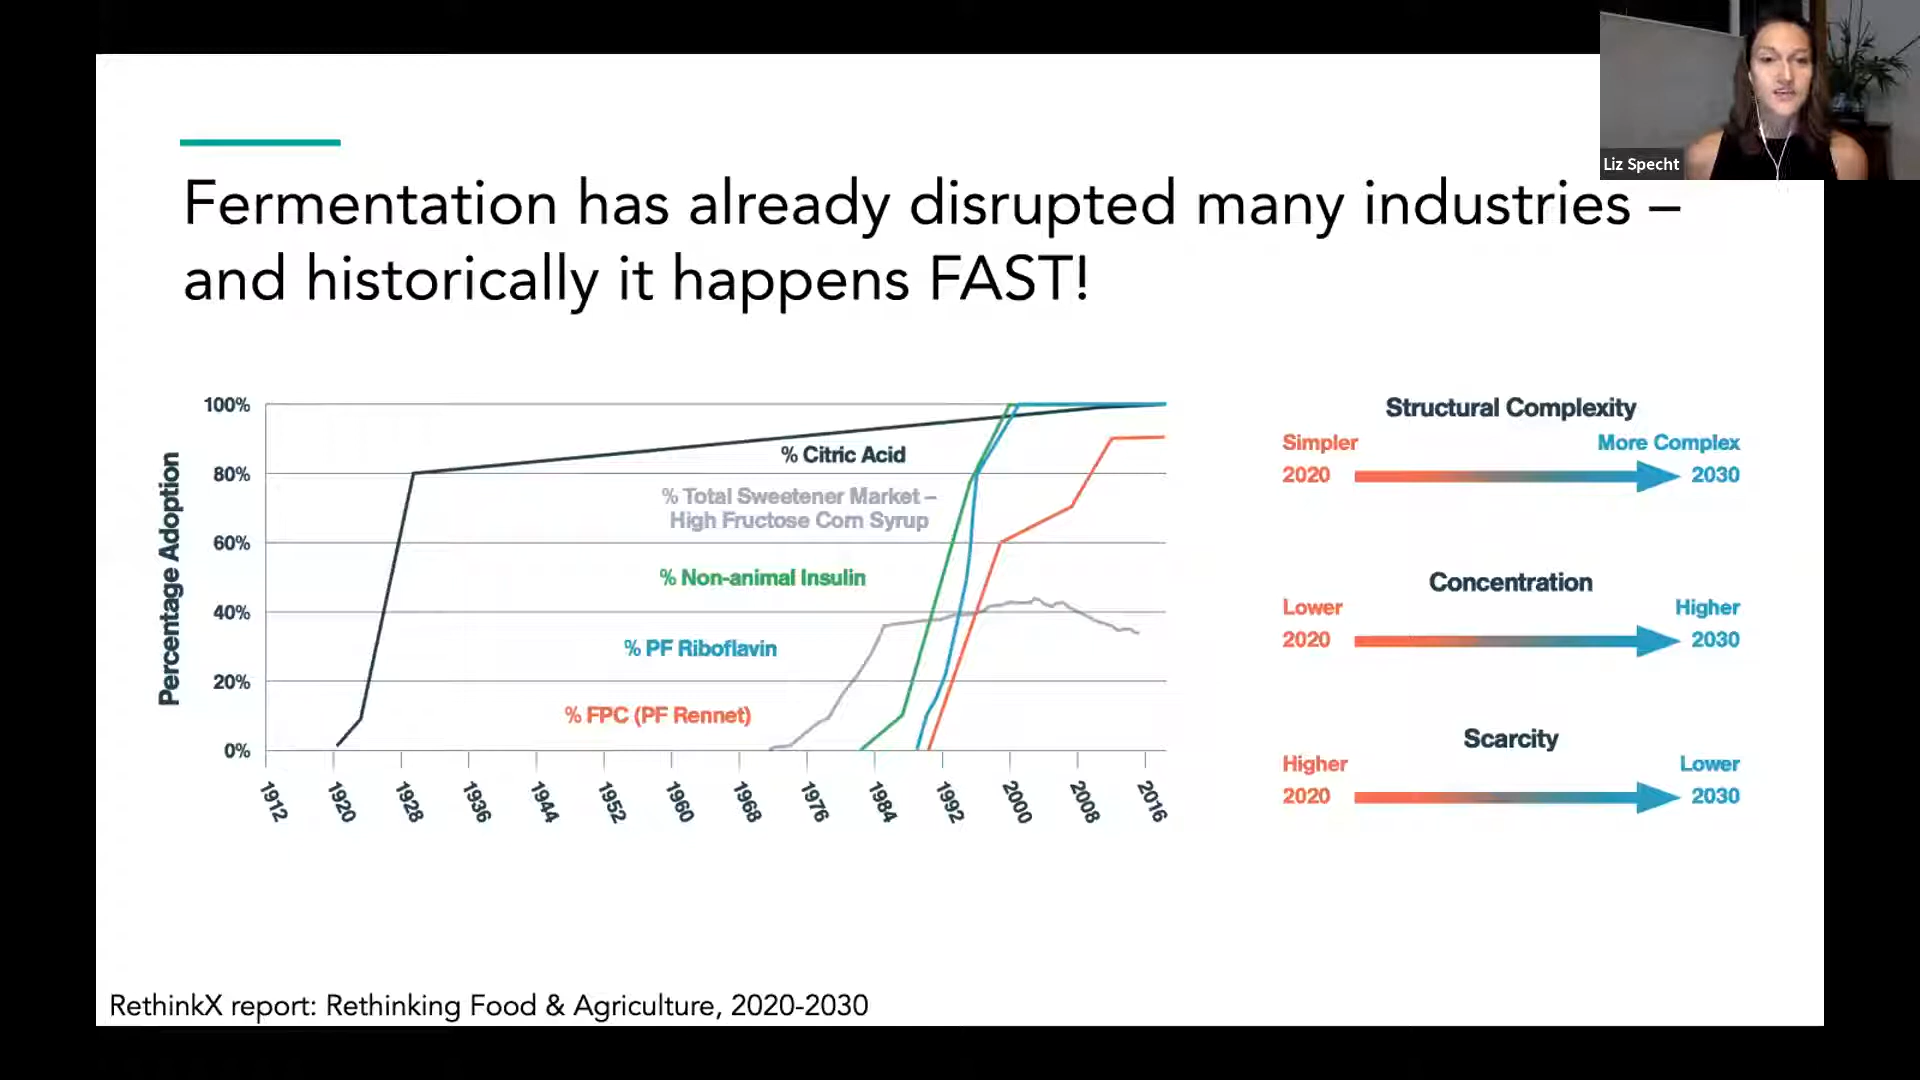 Liz Specht
Fermentation has already disrupted many industries –
and historically it happens FAST!
Percentage Adoption
100%
80%
60%
40%
20%
0%
% Citric Acid
% Total Sweetener Market –
High Fructose Corn Syrup
% Non-animal Insulin
% PF Riboflavin
% FPC (PF Rennet)
1912
1920
1928
1936
1944
1952
1960
1968
1976
1984
1992
2000
2008
2016
Structural Complexity
Simpler More Complex
2020 2030
Concentration
Lower Higher
2020 2030
Scarcity
Higher Lower
2020 2030
RethinkX report: Rethinking Food & Agriculture, 2020-2030